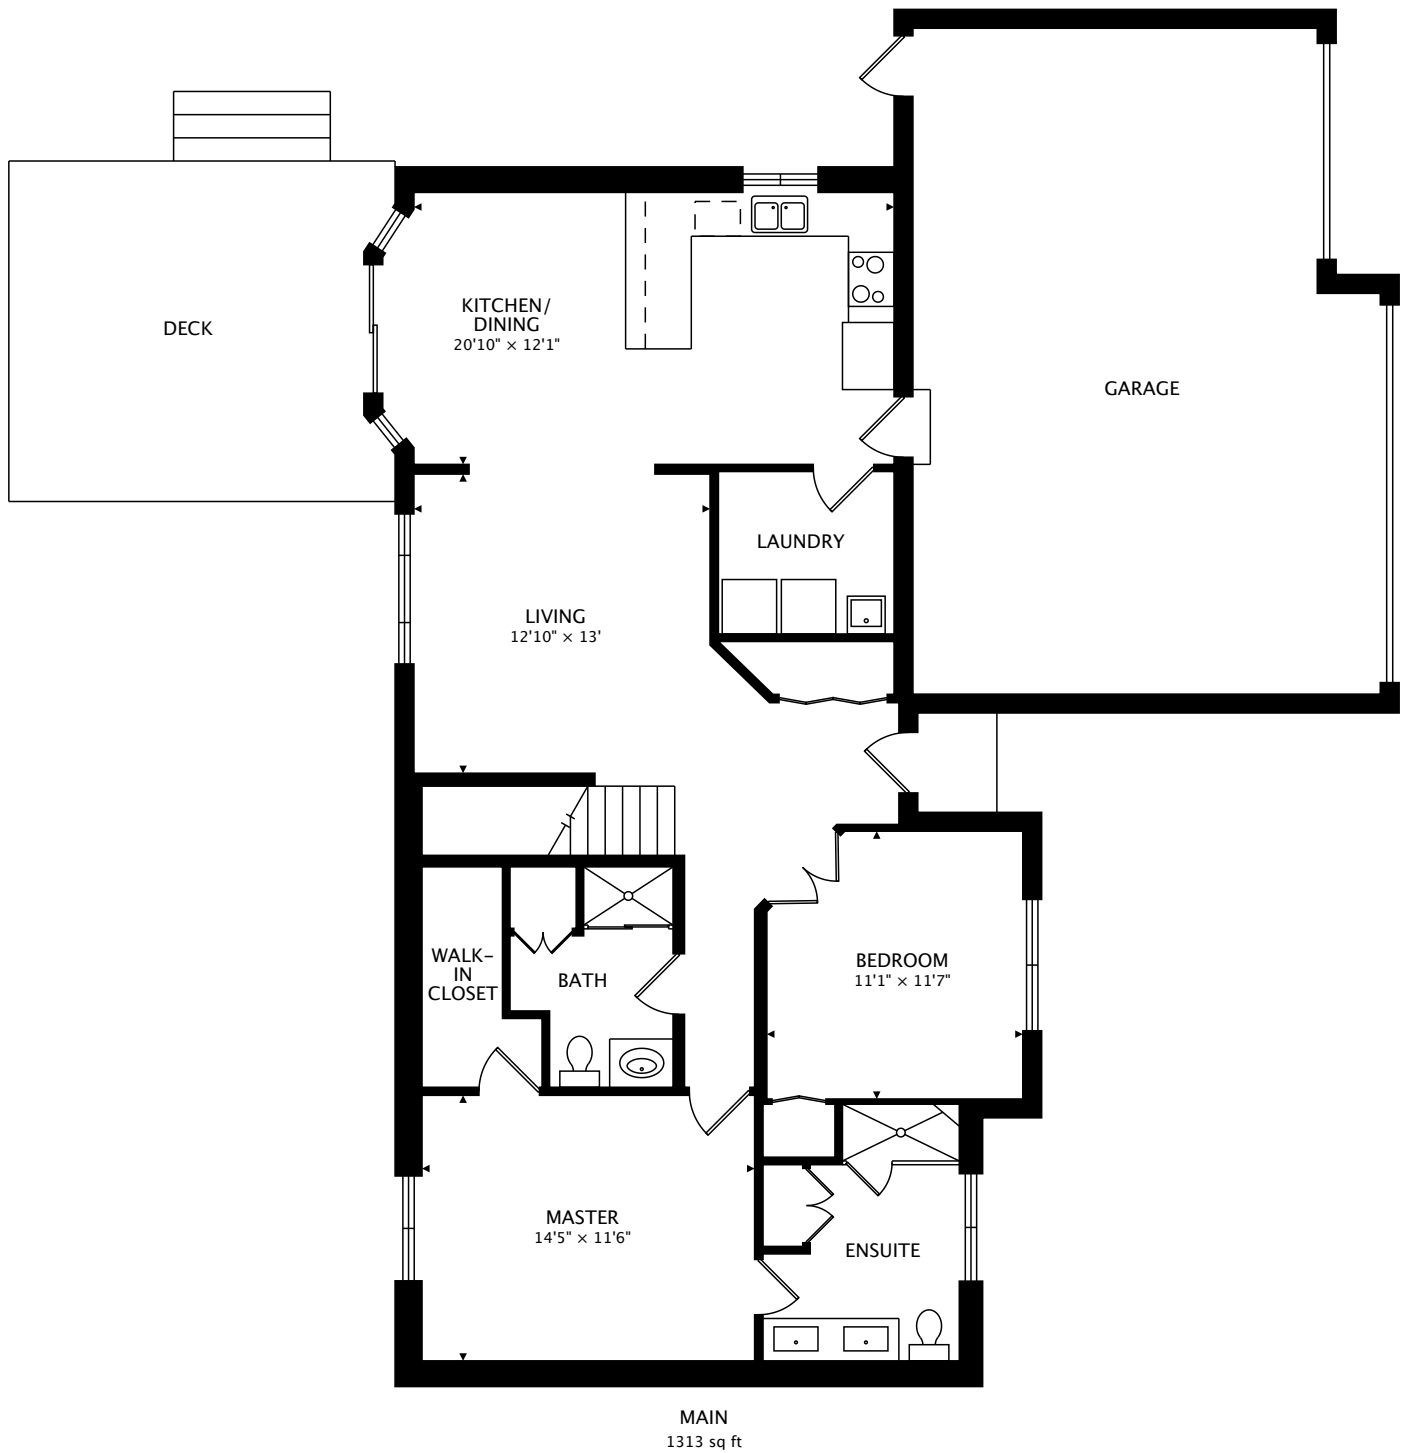 KITCHEN/
DINING
20'10" × 12'1"
DECK
GARAGE
LAUNDRY
LIVING
12'10" × 13'
WALK-
IN
CLOSET
BATH
BEDROOM
11'1" × 11'7"
MASTER
14'5" × 11'6"
ENSUITE
MAIN
1313 sq ft